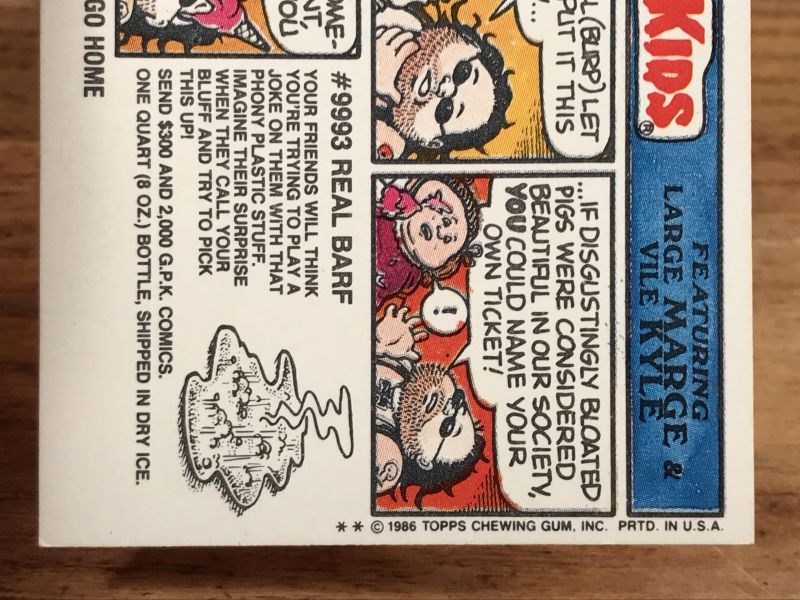 KIDS®
FEATURING
LARGE MARGE &
VILE KYLE
L(BURP) LET
PUT IT THIS
...
...IF DISGUSTINGLY BLOATED
PIGS WERE CONSIDERED
BEAUTIFUL IN OUR SOCIETY,
YOU COULD NAME YOUR
OWN TICKET!
!
OME-
NT,
YOU
GO HOME
#9993 REAL BARF
YOUR FRIENDS WILL THINK
YOU'RE TRYING TO PLAY A
JOKE ON THEM WITH THAT
PHONY PLASTIC STUFF.
IMAGINE THEIR SURPRISE
WHEN THEY CALL YOUR
BLUFF AND TRY TO PICK
THIS UP!
SEND $300 AND 2,000 G.P.K. COMICS.
ONE QUART (8 OZ.) BOTTLE, SHIPPED IN DRY ICE.
** © 1986 TOPPS CHEWING GUM, INC. PRTD. IN U.S.A.